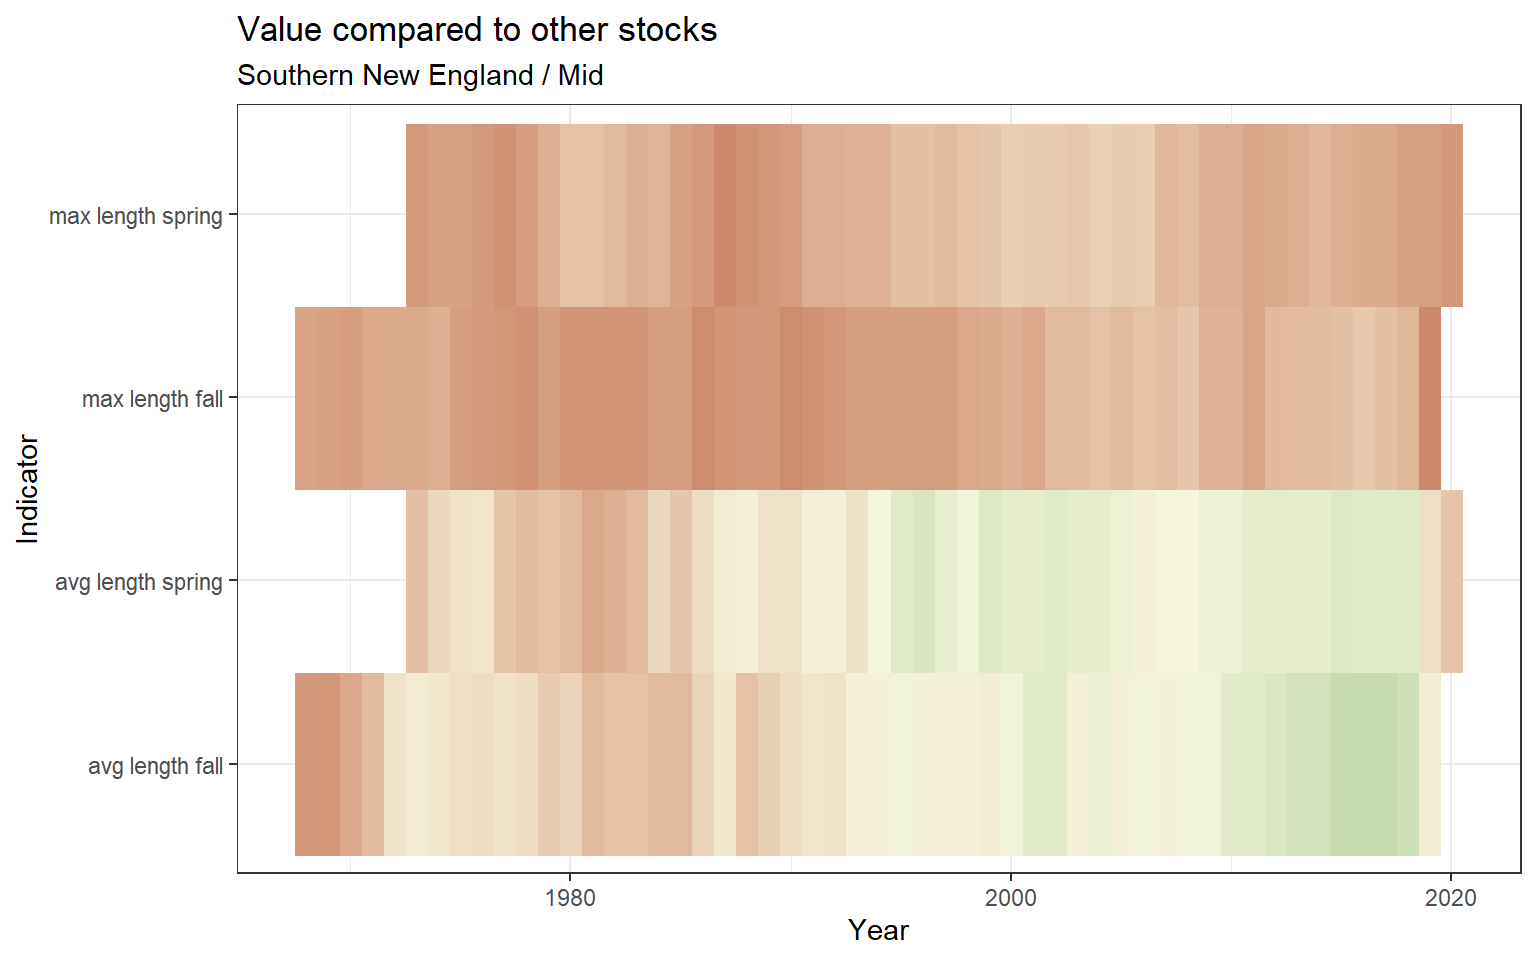 Value compared to other stocks
Southern New England / Mid
max length spring
max length fall
avg length spring
avg length fall
Indicator
1980
2000
2020
Year